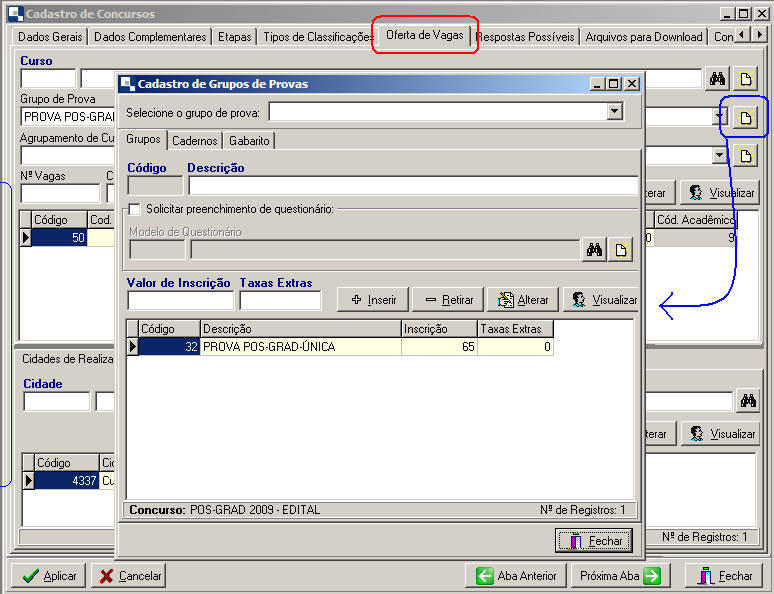 Cadastro de Concursos
Dados Gerais Dados Complementares Etapas Tipos de Classificações Oferta de Vagas Respostas Possíveis Arquivos para Download Con
Curso
Grupo de Prova
PROVA POS-GRA
Agrupamento de Cu
Nº Vagas C
terar Visualizar
Código Cod. Cód. Acadêmico
50 0 9
Cidades de Realiza
Cidade
terar Visualizar
Código Cid
4337 Cu
Nº de Registros: 1
Aplicar Cancelar Aba Anterior Próxima Aba Fechar
Cadastro de Grupos de Provas
Selecione o grupo de prova:
Grupos Cadernos Gabarito
Código Descrição
Solicitar preenchimento de questionário:
Modelo de Questionário
Valor de Inscrição Taxas Extras
Inserir Retirar Alterar Visualizar
Código Descrição Inscrição Taxas Extras
32 PROVA POS-GRAD-ÚNICA 65 0
Concurso: POS-GRAD 2009 - EDITAL Nº de Registros: 1
Fechar